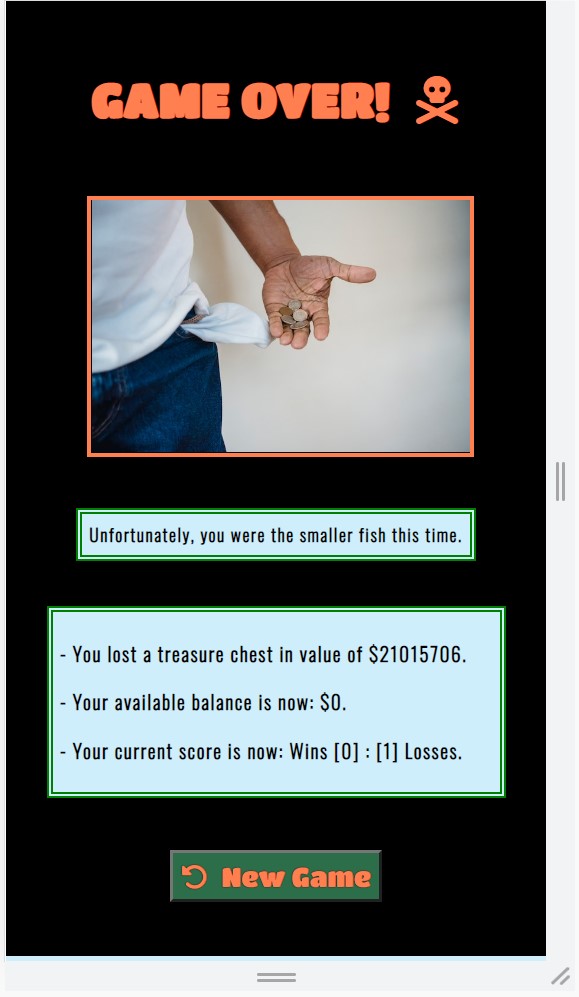 GAME OVER!
Unfortunately, you were the smaller fish this time.
- You lost a treasure chest in value of $21015706.
- Your available balance is now: $0.
- Your current score is now: Wins [0] : [1] Losses.
New Game